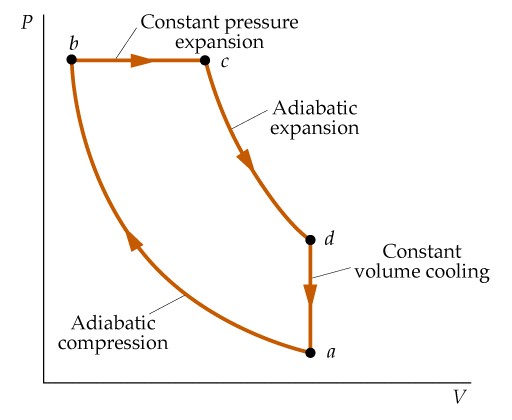 P
Constant pressure
expansion
b
c
Adiabatic
expansion
d
Constant
volume cooling
Adiabatic
compression
a
V